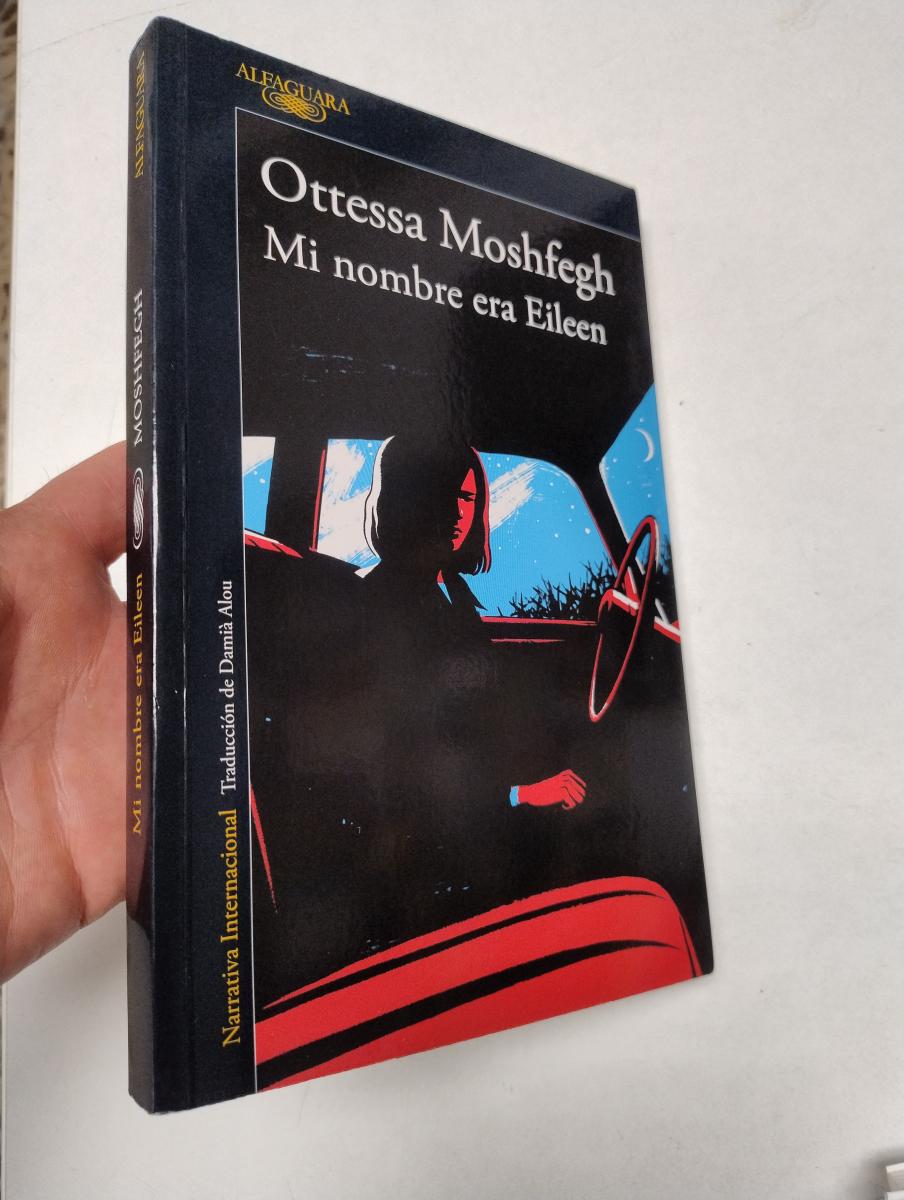 ALFAGUARA
Ottessa Moshfegh
Mi nombre era Eileen
Narrativa Internacional Traducción de Damià Alou
Mi nombre era Eileen MOSHFEGH ALFAGUARA